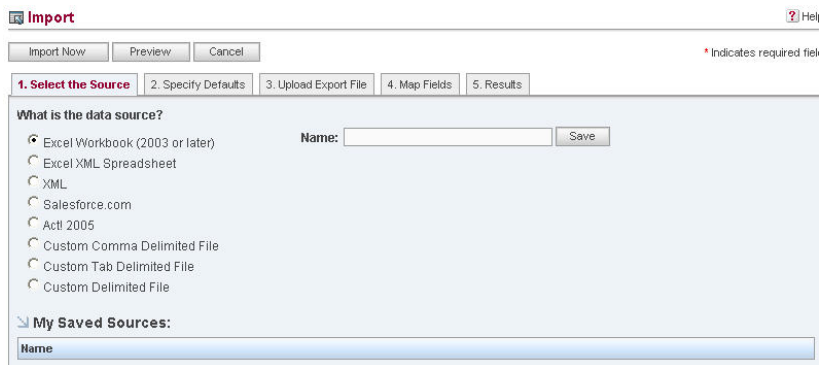 Import
? Help
Import Now Preview Cancel
* Indicates required
1. Select the Source 2. Specify Defaults 3. Upload Export File 4. Map Fields 5. Results
What is the data source?
Excel Workbook (2003 or later) Name: Save
Excel XML Spreadsheet
XML
Salesforce.com
Act! 2005
Custom Comma Delimited File
Custom Tab Delimited File
Custom Delimited File
My Saved Sources:
Name